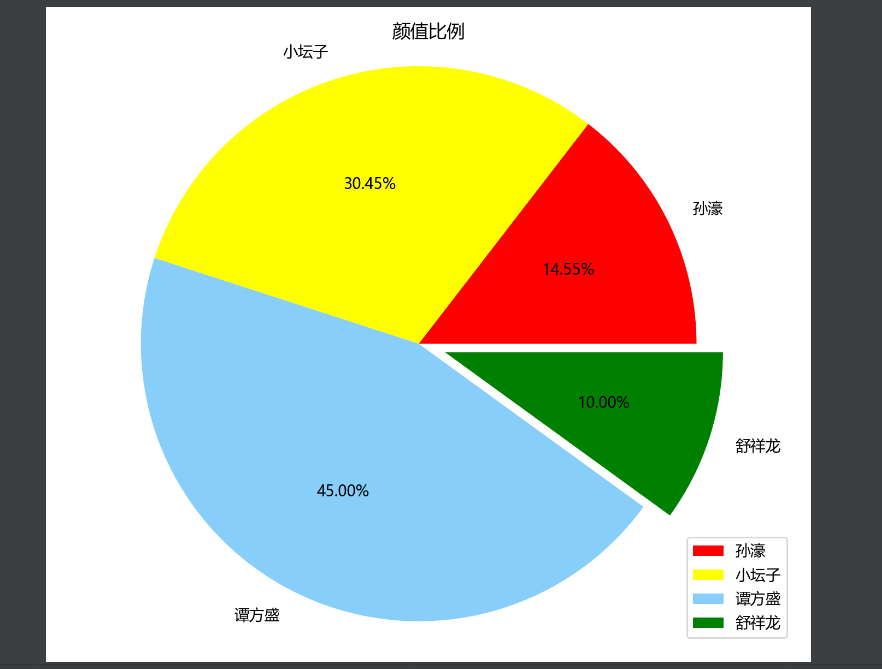 颜值比例
小坛子
30.45%
孙濠
14.55%
10.00%
舒祥龙
45.00%
谭方盛
孙濠
小坛子
谭方盛
舒祥龙